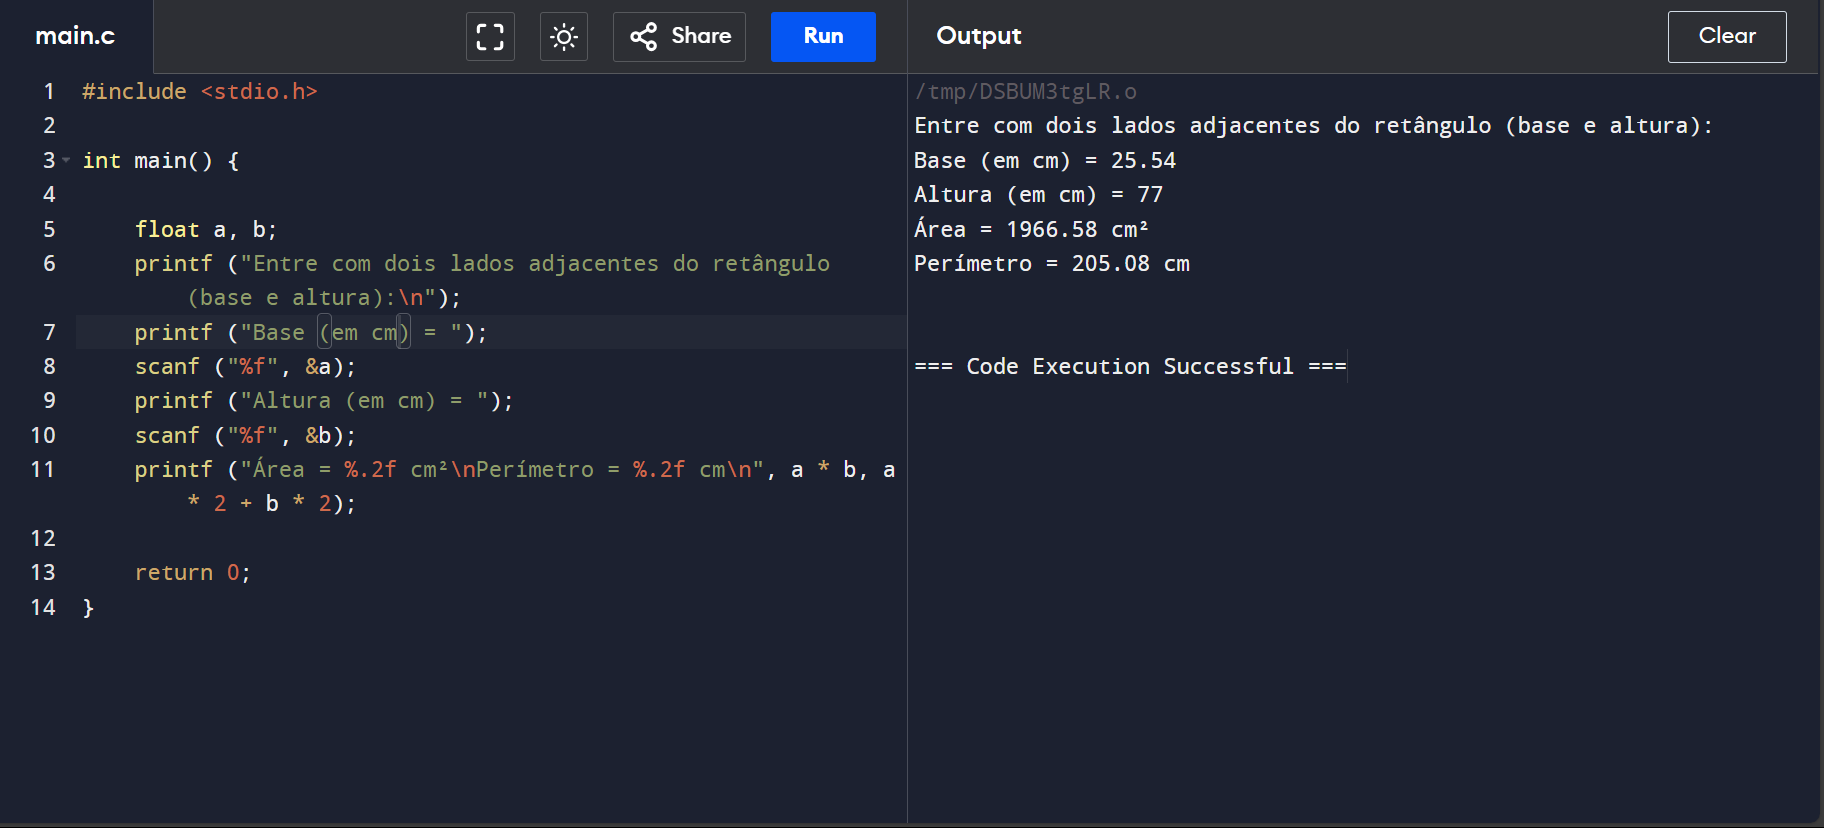 main.c
Share
Run
Output
Clear
1 #include <stdio.h>
2
3 int main() {
4
5     float a, b;
6     printf ("Entre com dois lados adjacentes do retângulo
        (base e altura):\n");
7     printf ("Base (em cm) = ");
8     scanf ("%f", &a);
9     printf ("Altura (em cm) = ");
10     scanf ("%f", &b);
11     printf ("Área = %.2f cm²\nPerímetro = %.2f cm\n", a * b, a
        * 2 + b * 2);
12
13     return 0;
14 }
/tmp/DSBUM3tgLR.o
Entre com dois lados adjacentes do retângulo (base e altura):
Base (em cm) = 25.54
Altura (em cm) = 77
Área = 1966.58 cm²
Perímetro = 205.08 cm
=== Code Execution Successful ===